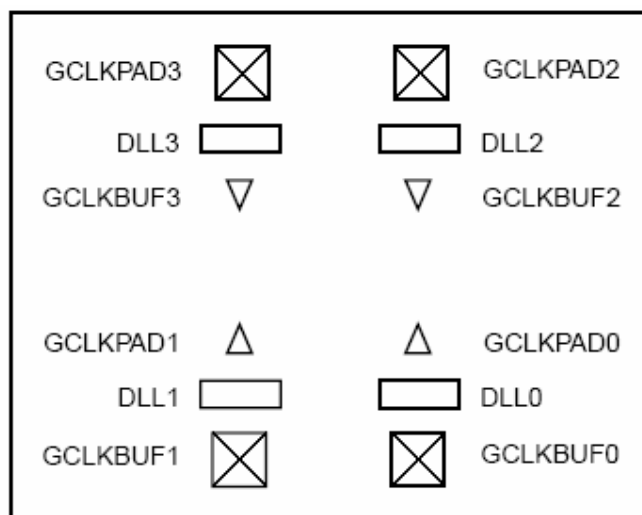 GCLKPAD3 GCLKPAD2
DLL3 DLL2
GCLKBUF3 GCLKBUF2
GCLKPAD1 GCLKPAD0
DLL1 DLL0
GCLKBUF1 GCLKBUF0